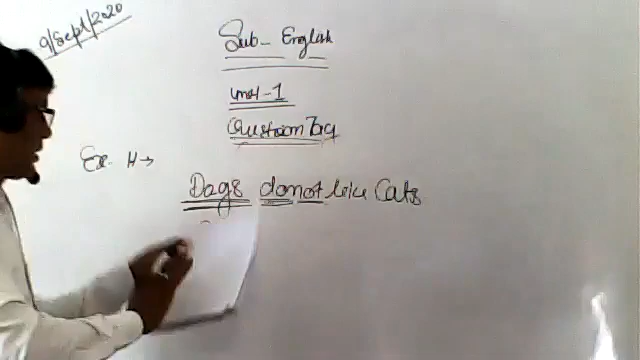 9/Sept/2020
Sub- English
Unit-1
Question Tag
Ex. H→
Dogs donot like Cats